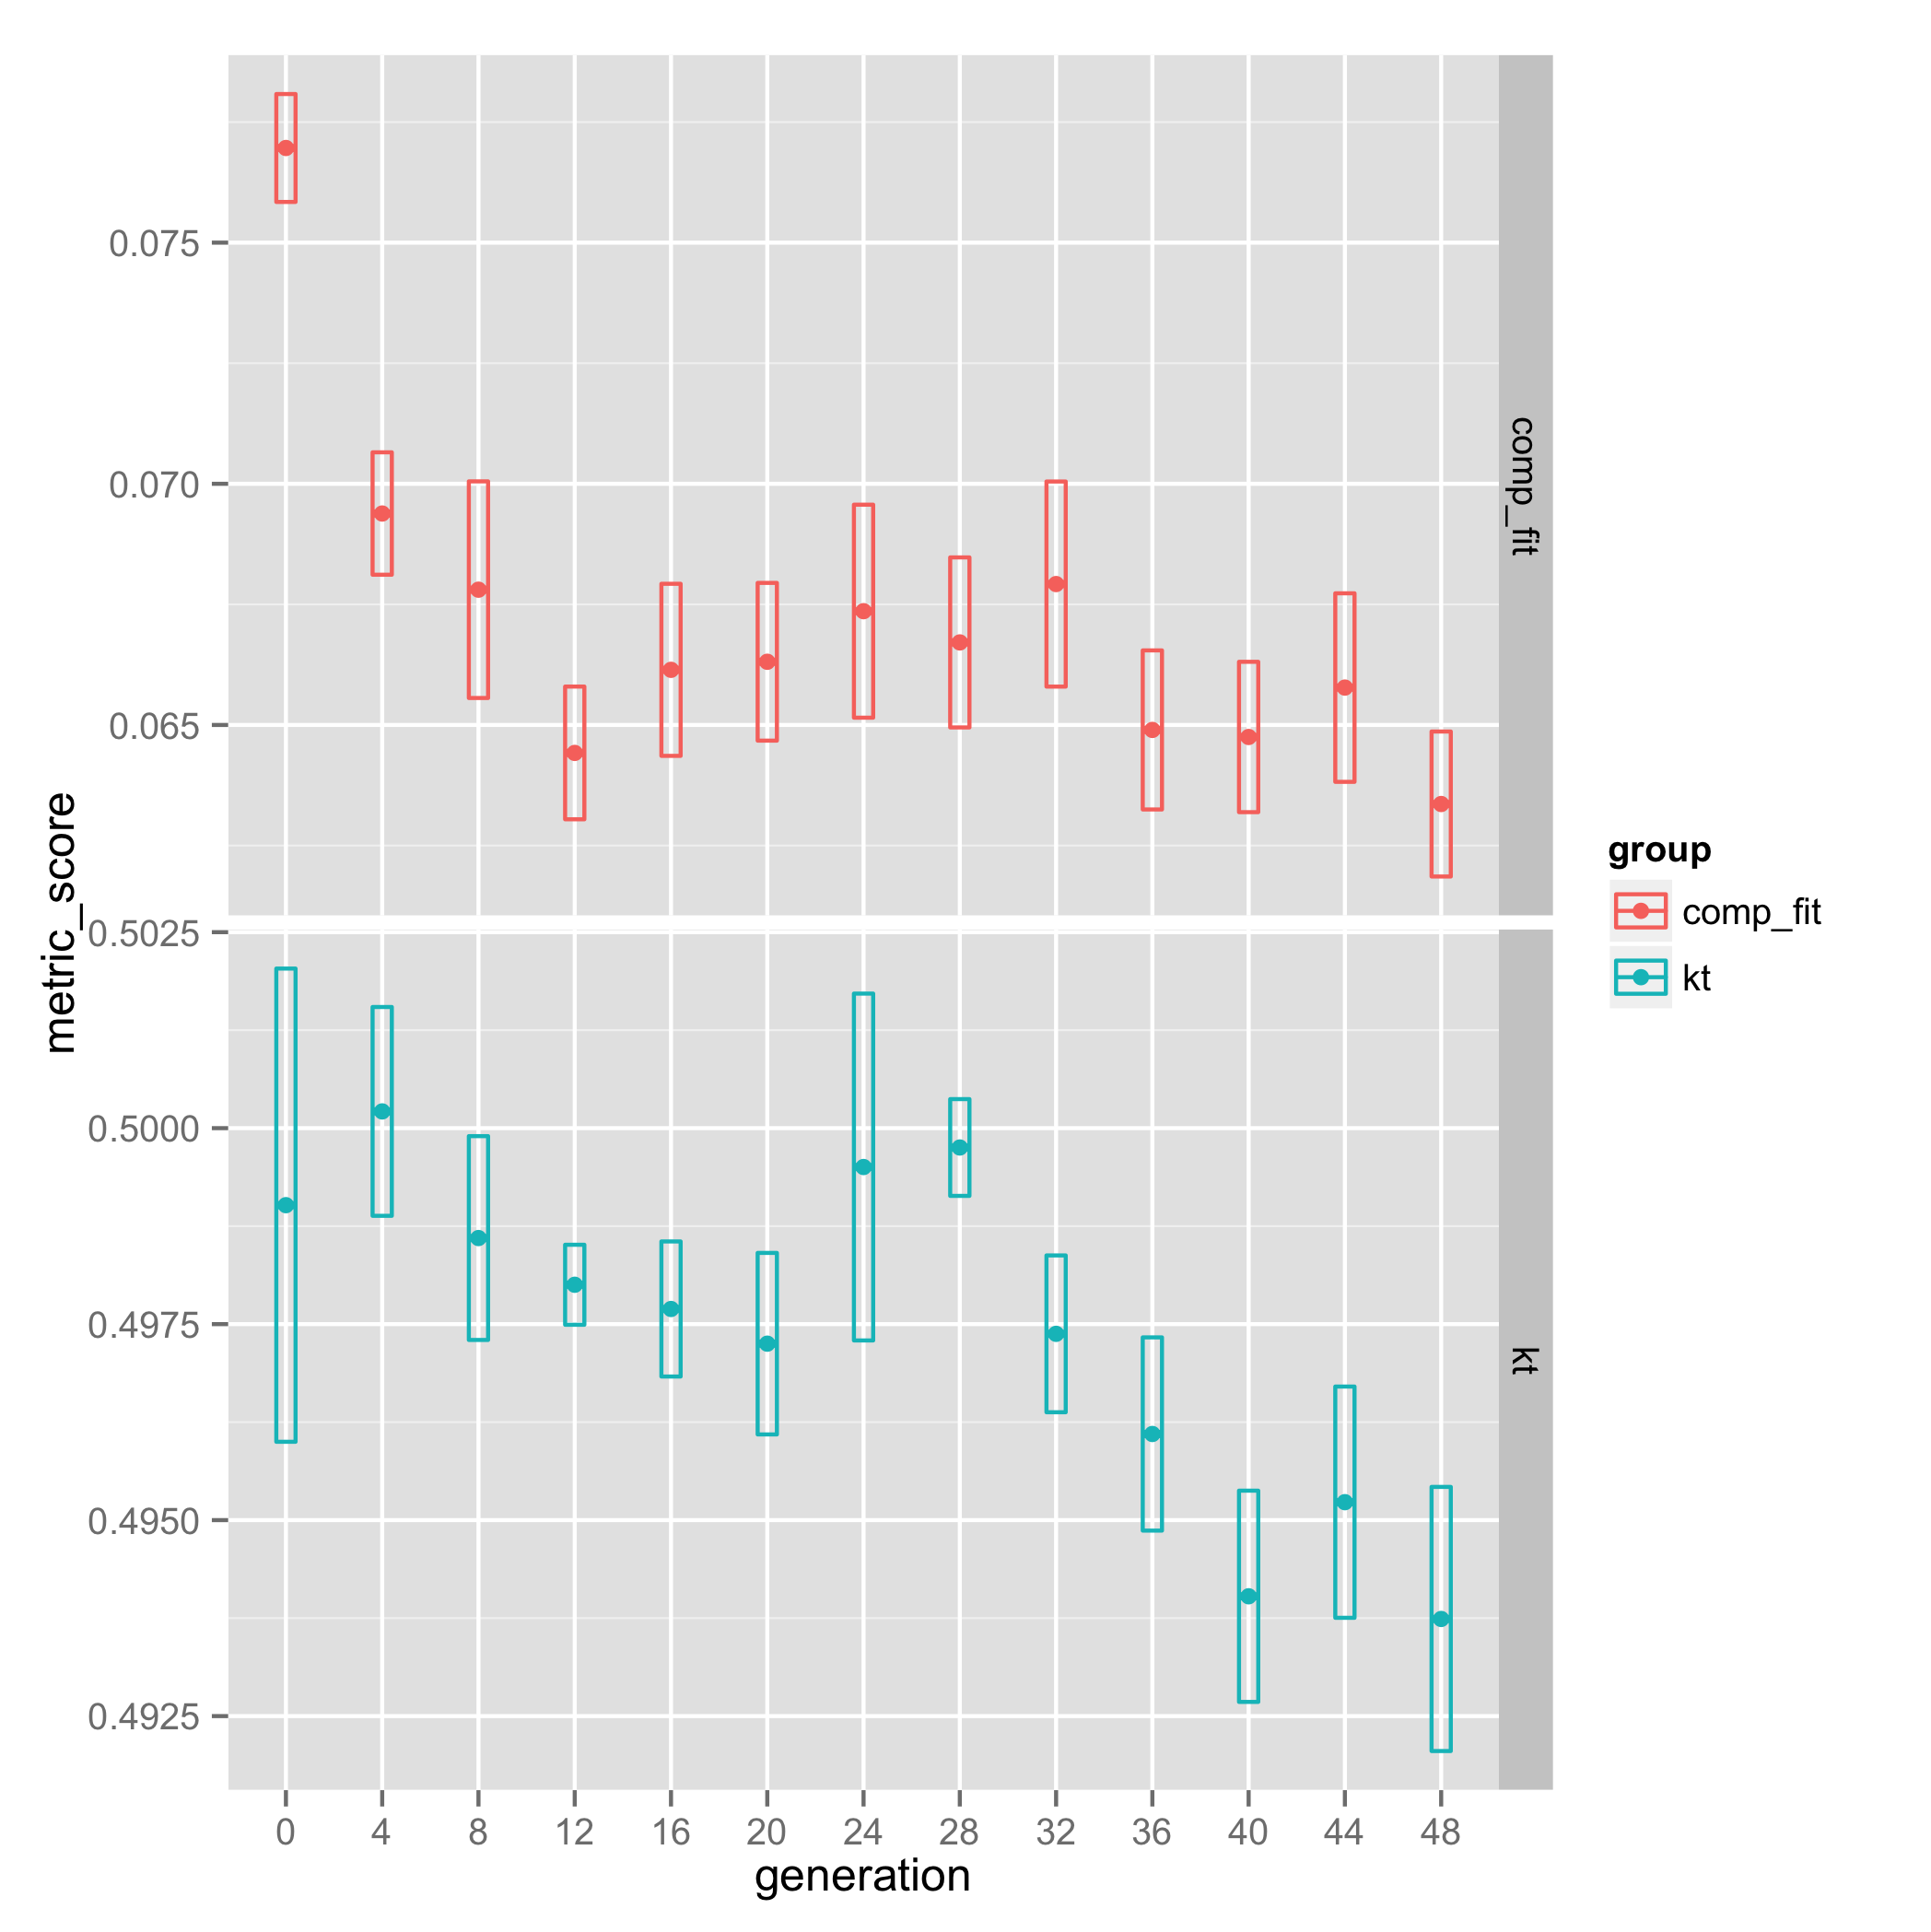 metric_score
0.075
0.070
0.065
comp_fit
0.5025
0.5000
0.4975
0.4950
0.4925
kt
0 4 8 12 16 20 24 28 32 36 40 44 48
generation
group
comp_fit
kt